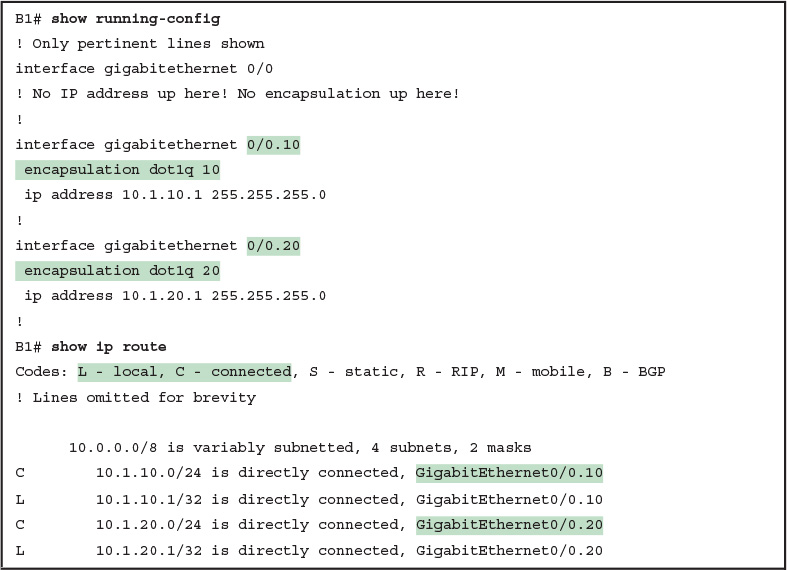 B1# show running-config
! Only pertinent lines shown
interface gigabitethernet 0/0
! No IP address up here! No encapsulation up here!
!
interface gigabitethernet 0/0.10
 encapsulation dot1q 10
 ip address 10.1.10.1 255.255.255.0
!
interface gigabitethernet 0/0.20
 encapsulation dot1q 20
 ip address 10.1.20.1 255.255.255.0
!
B1# show ip route
Codes: L - local, C - connected, S - static, R - RIP, M - mobile, B - BGP
! Lines omitted for brevity

      10.0.0.0/8 is variably subnetted, 4 subnets, 2 masks
C        10.1.10.0/24 is directly connected, GigabitEthernet0/0.10
L        10.1.10.1/32 is directly connected, GigabitEthernet0/0.10
C        10.1.20.0/24 is directly connected, GigabitEthernet0/0.20
L        10.1.20.1/32 is directly connected, GigabitEthernet0/0.20